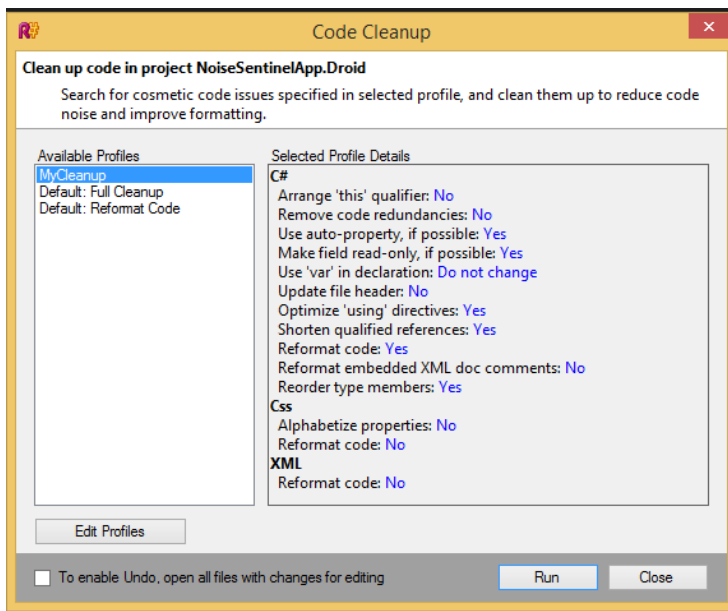 R#
Code Cleanup
Clean up code in project NoiseSentinelApp.Droid
Search for cosmetic code issues specified in selected profile, and clean them up to reduce code
noise and improve formatting.
Available Profiles
MyCleanup
Default: Full Cleanup
Default: Reformat Code
Selected Profile Details
C#
Arrange 'this' qualifier: No
Remove code redundancies: No
Use auto-property, if possible: Yes
Make field read-only, if possible: Yes
Use 'var' in declaration: Do not change
Update file header: No
Optimize 'using' directives: Yes
Shorten qualified references: Yes
Reformat code: Yes
Reformat embedded XML doc comments: No
Reorder type members: Yes
Css
Alphabetize properties: No
Reformat code: No
XML
Reformat code: No
Edit Profiles
To enable Undo, open all files with changes for editing
Run
Close